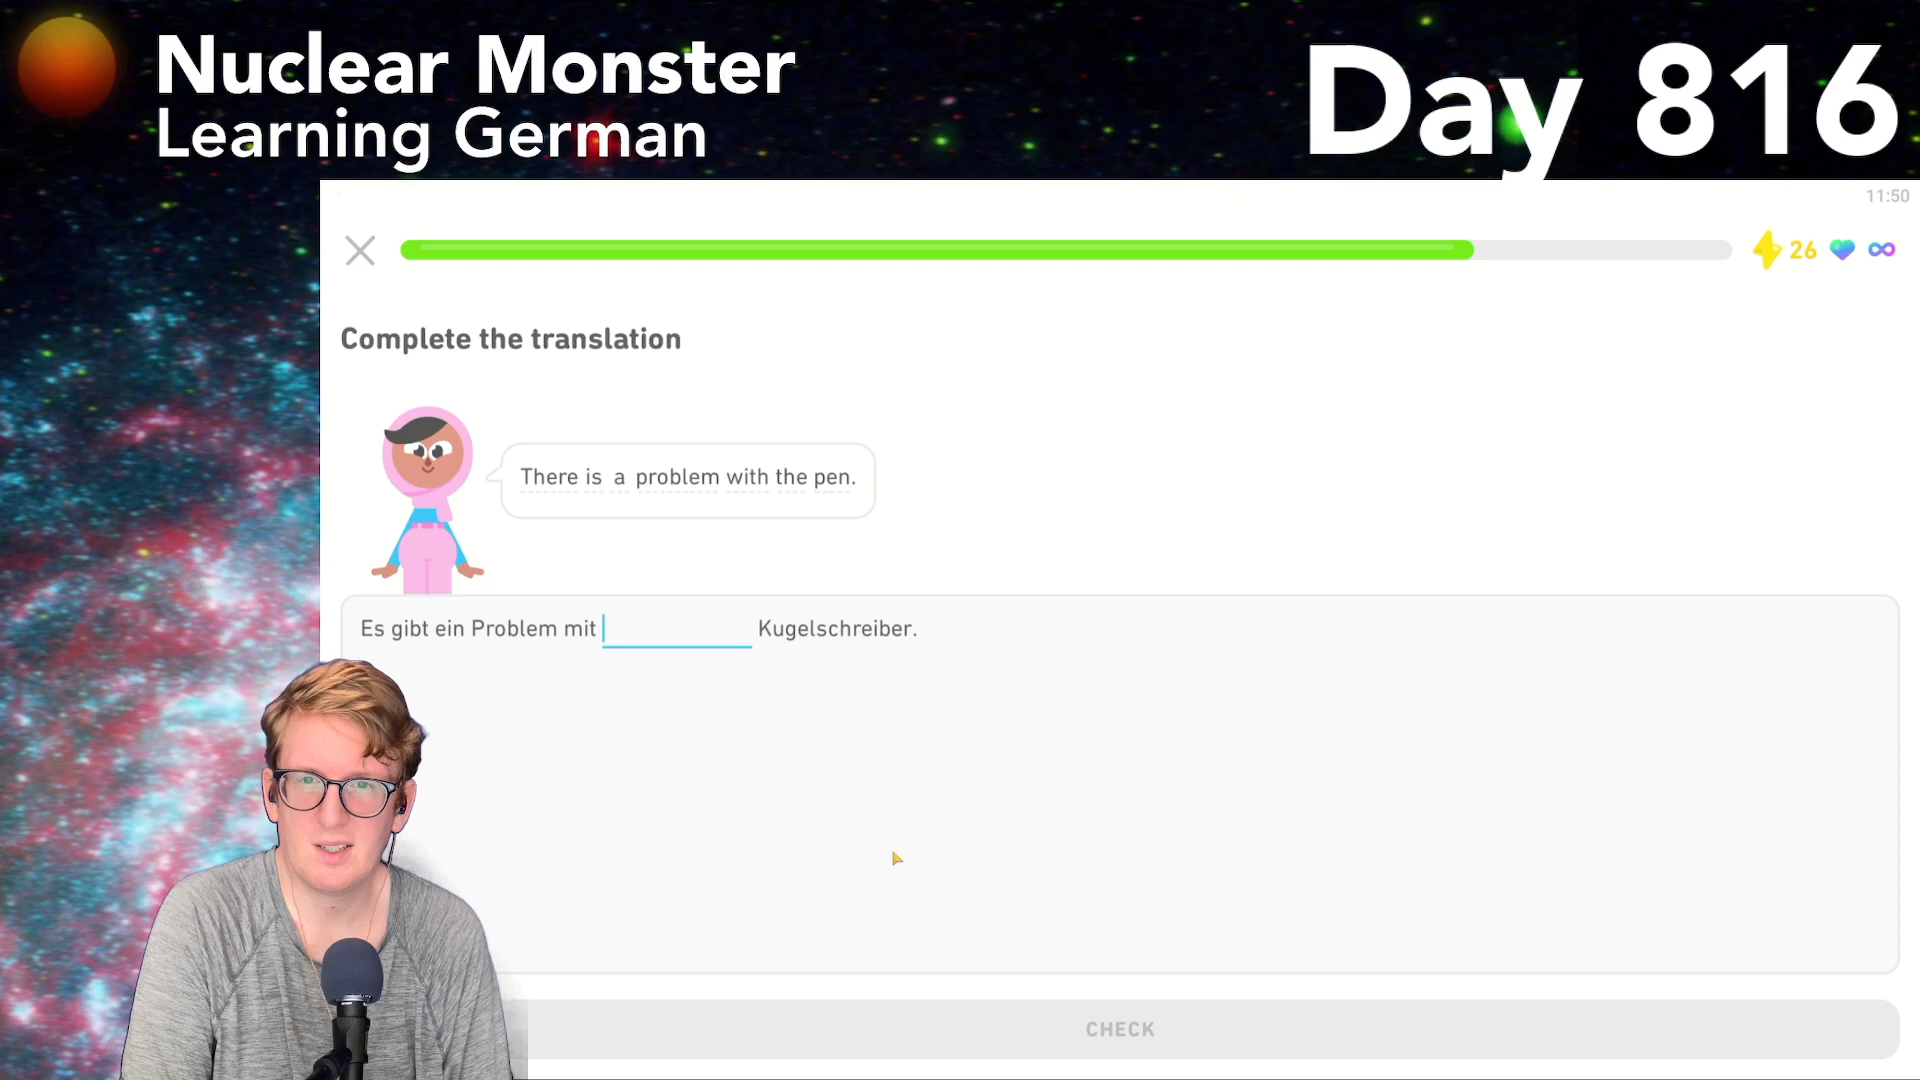 Nuclear Monster
Learning German
Day 816
11:50
26
Complete the translation
There is a problem with the pen.
Es gibt ein Problem mit Kugelschreiber.
CHECK